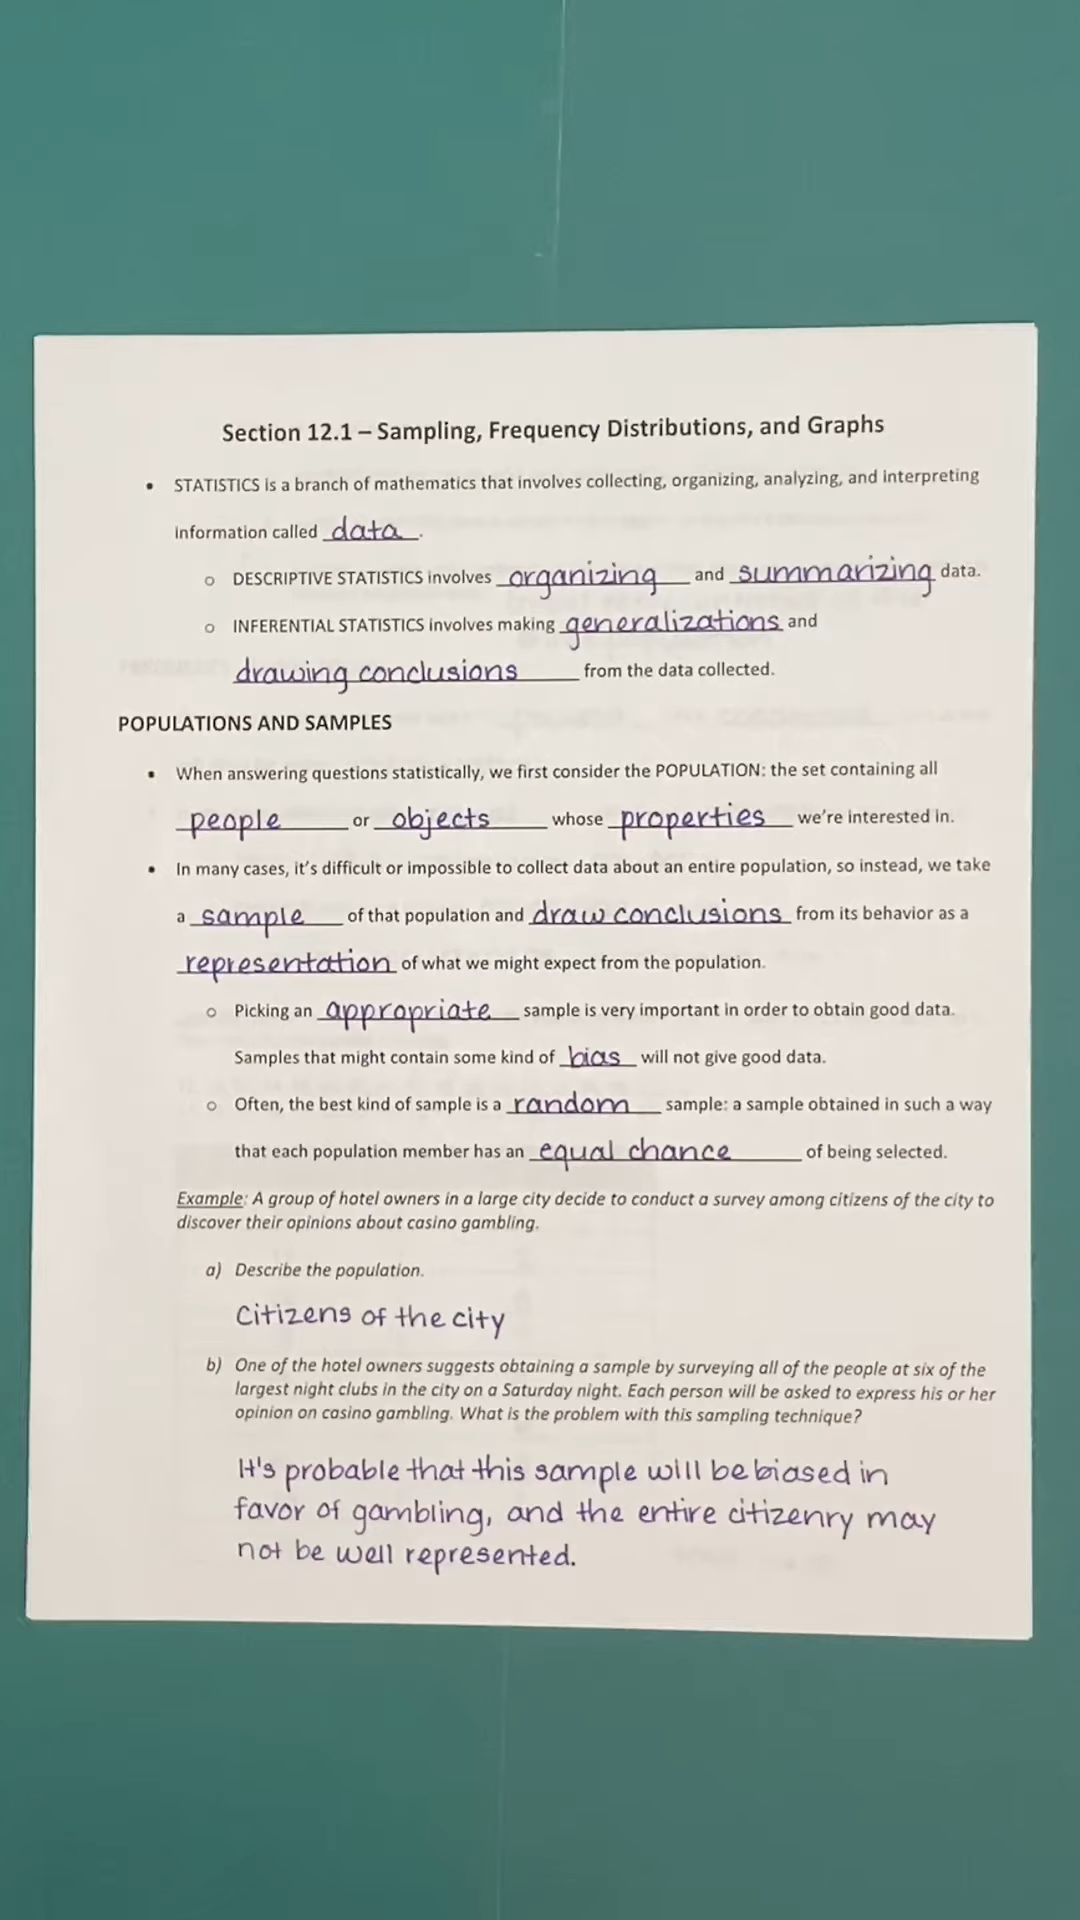 Section 12.1 – Sampling, Frequency Distributions, and Graphs
• STATISTICS is a branch of mathematics that involves collecting, organizing, analyzing, and interpreting
information called data.
o DESCRIPTIVE STATISTICS involves organizing and summarizing data.
o INFERENTIAL STATISTICS involves making generalizations and
drawing conclusions from the data collected.
POPULATIONS AND SAMPLES
• When answering questions statistically, we first consider the POPULATION: the set containing all
people or objects whose properties we're interested in.
• In many cases, it's difficult or impossible to collect data about an entire population, so instead, we take
a sample of that population and draw conclusions from its behavior as a
representation of what we might expect from the population.
o Picking an appropriate sample is very important in order to obtain good data.
Samples that might contain some kind of bias will not give good data.
o Often, the best kind of sample is a random sample: a sample obtained in such a way
that each population member has an equal chance of being selected.
Example: A group of hotel owners in a large city decide to conduct a survey among citizens of the city to
discover their opinions about casino gambling.
a) Describe the population.
Citizens of the city
b) One of the hotel owners suggests obtaining a sample by surveying all of the people at six of the
largest night clubs in the city on a Saturday night. Each person will be asked to express his or her
opinion on casino gambling. What is the problem with this sampling technique?
It's probable that this sample will be biased in
favor of gambling, and the entire citizenry may
not be well represented.